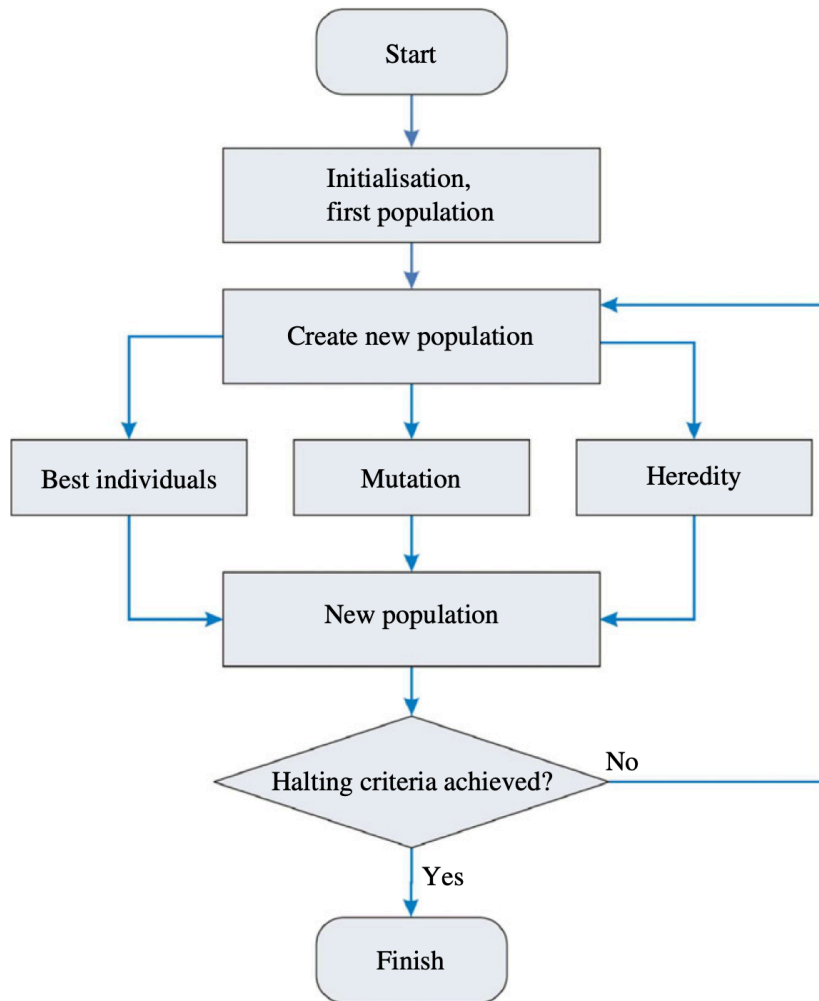 Start
Initialisation,
first population
Create new population
Best individuals
Mutation
Heredity
New population
Halting criteria achieved?
No
Yes
Finish